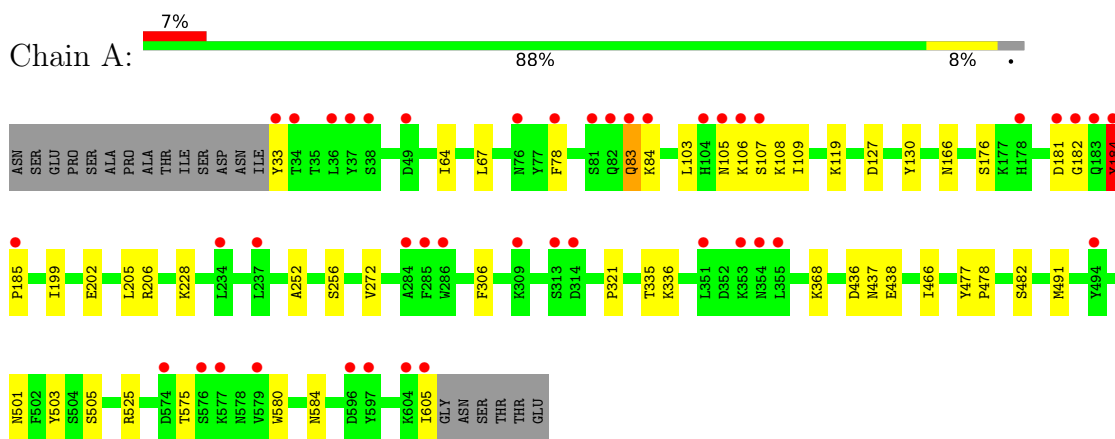 7%
Chain A:
88% 8% •
ASN SER GLU PRO SER ALA PRO ALA THR ILE SER ASP ASN ILE Y33 T34 T35 L36 Y37 S38 D49 I64 L67 N76 Y77 F78 S81 Q82 Q83 K84 L103 H104 N105 K106 S107 K108 I109 K119 D127 Y130 N166 S176 K177 H178 D181 G182 Q183 Y184
P185 I199 E202 L205 R206 K228 L234 L237 A252 S256 V272 A284 F285 W286 F306 K309 S313 D314 P321 T335 K336 L351 D352 K353 N354 L355 K368 D436 N437 E438 I466 Y477 P478 S482 M491 Y494
N501 F502 Y503 S504 S505 R525 D574 T575 S576 K577 N578 V579 W580 N584 D596 Y597 K604 I605 GLY ASN SER THR THR GLU